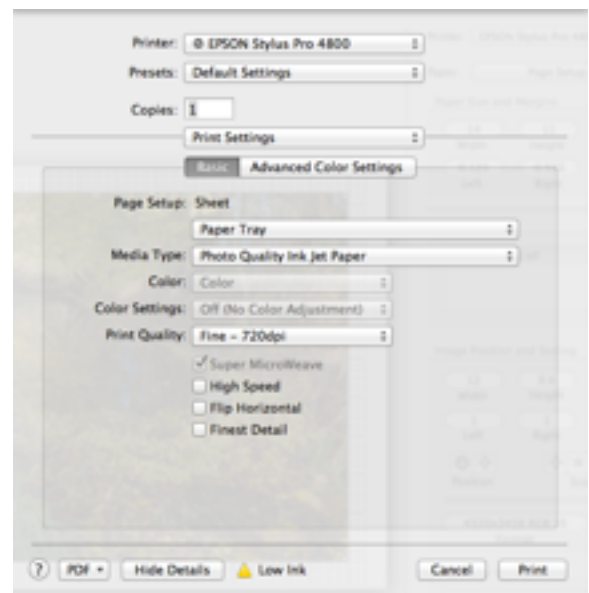 Printer: EPSON Stylus Pro 4800
Presets: Default Settings
Copies: 1
Print Settings
Basic Advanced Color Settings
Page Setup: Sheet
Paper Tray
Media Type: Photo Quality Ink Jet Paper
Color: Color
Color Settings: Off (No Color Adjustment)
Print Quality: Fine – 720dpi
Super MicroWeave
High Speed
Flip Horizontal
Finest Detail
? PDF Hide Details Low Ink Cancel Print